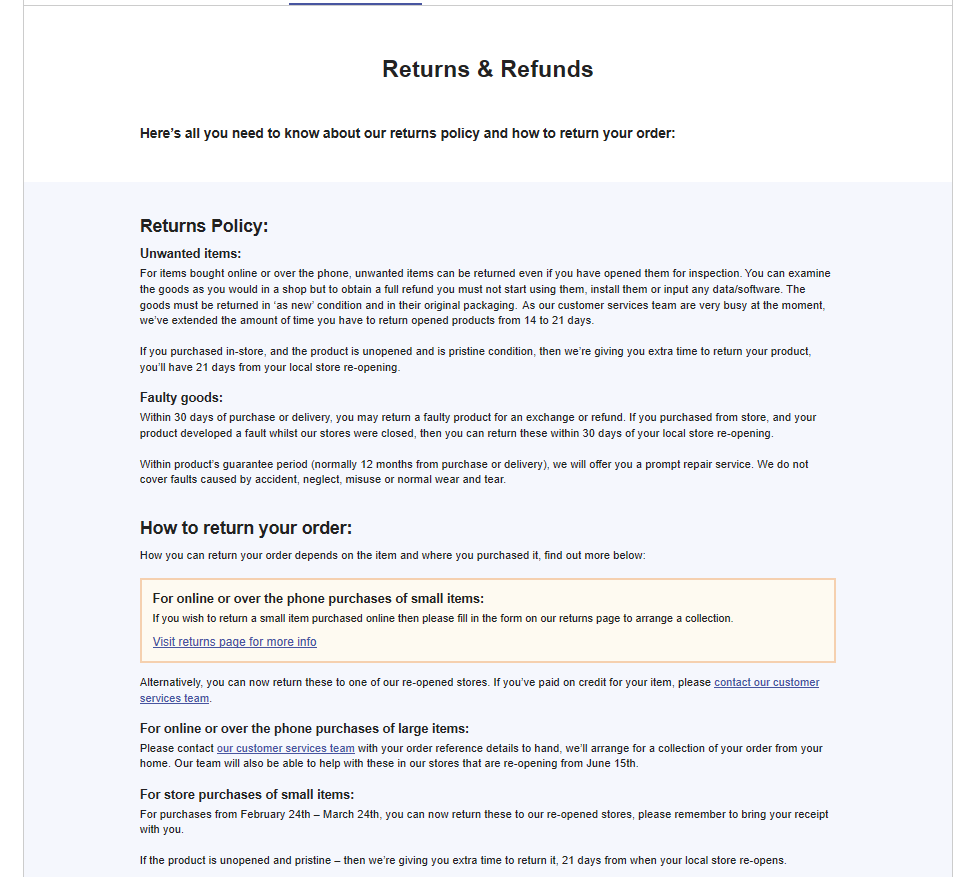 Returns & Refunds
Here’s all you need to know about our returns policy and how to return your order:
Returns Policy:
Unwanted items:
For items bought online or over the phone, unwanted items can be returned even if you have opened them for inspection. You can examine
the goods as you would in a shop but to obtain a full refund you must not start using them, install them or input any data/software. The
goods must be returned in ‘as new’ condition and in their original packaging. As our customer services team are very busy at the moment,
we’ve extended the amount of time you have to return opened products from 14 to 21 days.
If you purchased in-store, and the product is unopened and is pristine condition, then we’re giving you extra time to return your product,
you’ll have 21 days from your local store re-opening.
Faulty goods:
Within 30 days of purchase or delivery, you may return a faulty product for an exchange or refund. If you purchased from store, and your
product developed a fault whilst our stores were closed, then you can return these within 30 days of your local store re-opening.
Within product’s guarantee period (normally 12 months from purchase or delivery), we will offer you a prompt repair service. We do not
cover faults caused by accident, neglect, misuse or normal wear and tear.
How to return your order:
How you can return your order depends on the item and where you purchased it, find out more below:
For online or over the phone purchases of small items:
If you wish to return a small item purchased online then please fill in the form on our returns page to arrange a collection.
Visit returns page for more info
Alternatively, you can now return these to one of our re-opened stores. If you’ve paid on credit for your item, please contact our customer
services team.
For online or over the phone purchases of large items:
Please contact our customer services team with your order reference details to hand, we’ll arrange for a collection of your order from your
home. Our team will also be able to help with these in our stores that are re-opening from June 15th.
For store purchases of small items:
For purchases from February 24th – March 24th, you can now return these to our re-opened stores, please remember to bring your receipt
with you.
If the product is unopened and pristine – then we’re giving you extra time to return it, 21 days from when your local store re-opens.